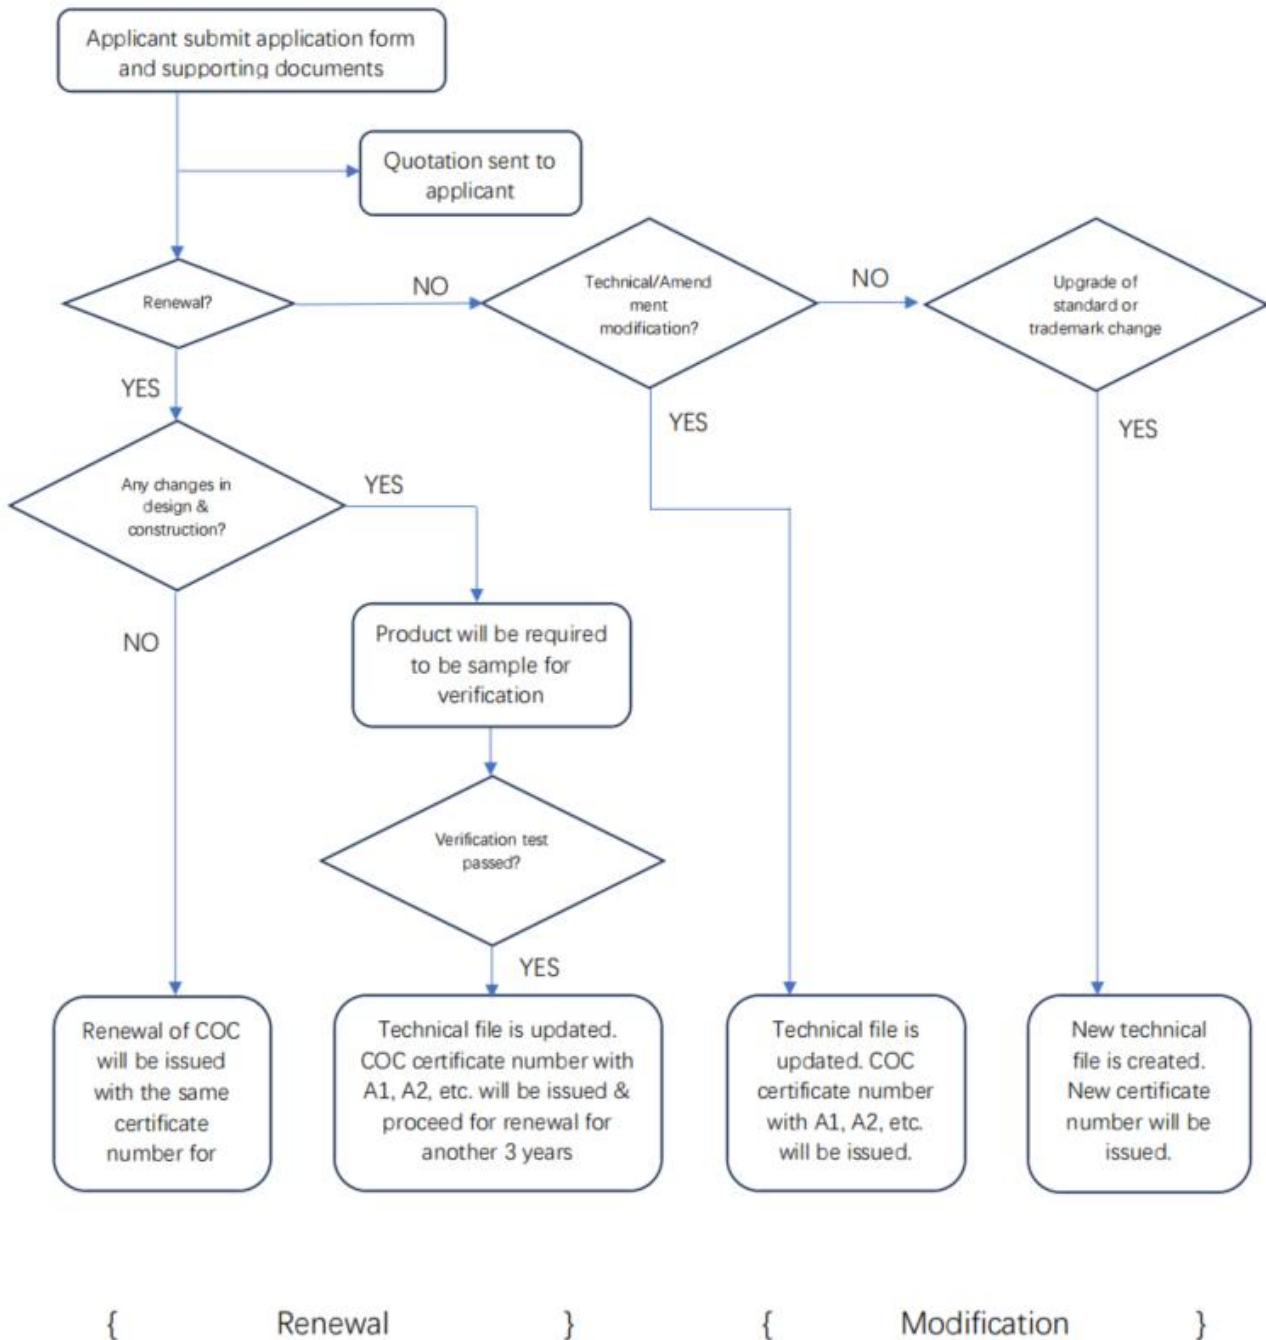 Applicant submit application form
and supporting documents
Quotation sent to
applicant
Renewal?
NO
Technical/Amend
ment
modification?
NO
Upgrade of
standard or
trademark change
YES
YES
YES
Any changes in
design &
construction?
YES
NO
Product will be required
to be sample for
verification
Verification test
passed?
YES
Renewal of COC
will be issued
with the same
certificate
number for
Technical file is updated.
COC certificate number with
A1, A2, etc. will be issued &
proceed for renewal for
another 3 years
Technical file is
updated. COC
certificate number
with A1, A2, etc.
will be issued.
New technical
file is created.
New certificate
number will be
issued.
{ Renewal }
{ Modification }